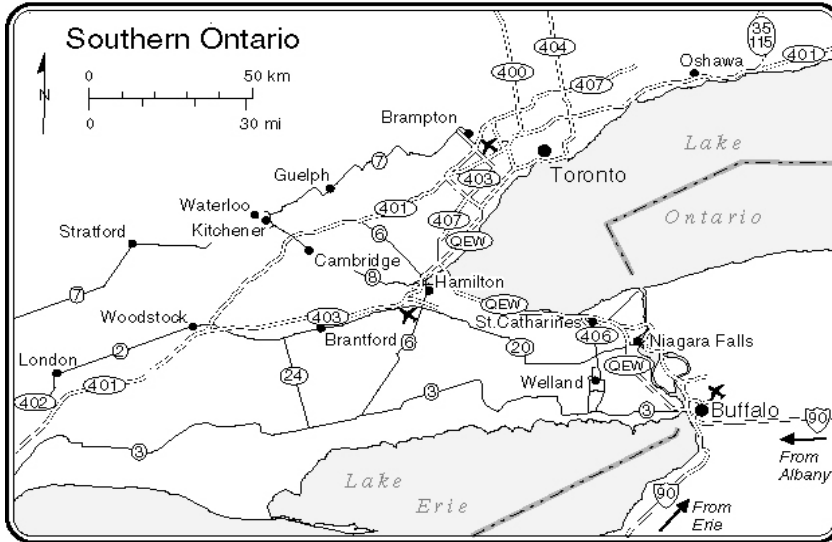 Southern Ontario
0 50 km
0 30 mi
N
35
115
404
401
400
Oshawa
407
Brampton
Lake
7
403
Toronto
Guelph
Waterloo
401
407
Ontario
Kitchener
6
QEW
Stratford
Cambridge
8
Hamilton
7
QEW
Woodstock
403
St.Catharines
406
Brantford
6
20
Niagara Falls
London
2
24
QEW
401
Welland
402
3
3
Buffalo
90
3
From
Albany
Lake
Erie
90
From
Erie